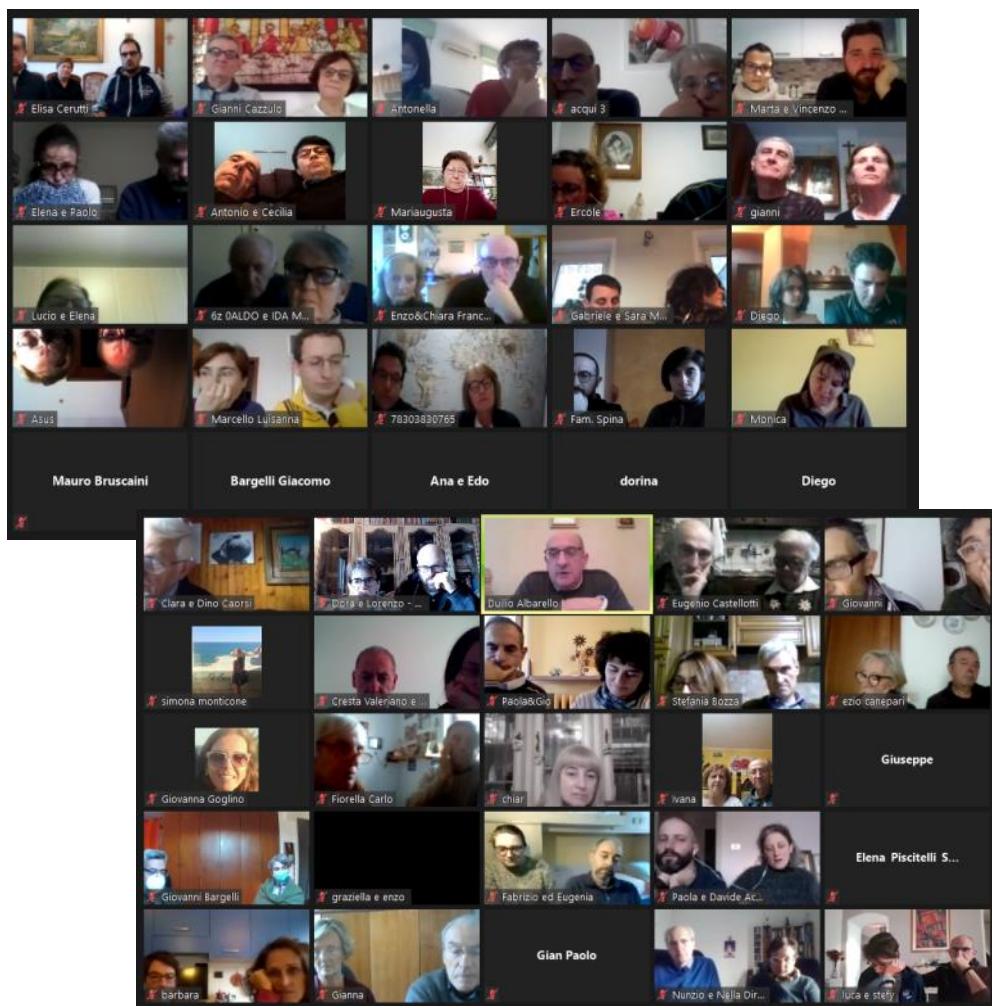 Elisa Cerutti
Gianni Cazzulo
Antonella
acqui 3
Marta e Vincenzo ...
Elena e Paolo
Antonio e Cecilia
Mariaugusta
Ercole
gianni
Lucio e Elena
6z 0ALDO e IDA M...
Enzo&Chiara Franc...
Gabriele e Sara M...
Diego
Asus
Marcello Luisanna
78303830765
Fam. Spina
Monica
Mauro Bruscaini
Bargelli Giacomo
Ana e Edo
dorina
Diego
Clara e Dino Caorsi
Dora e Lorenzo - ...
Duilio Albarello
Eugenio Castellotti
Giovanni
simona monticone
Cresta Valeriano e ...
Paola&Gio
Stefania Bozza
ezio canepari
Giovanna Goglino
Fiorella Carlo
chiar
Ivana
Giuseppe
Giovanni Bargelli
graziella e enzo
Fabrizio ed Eugenia
Paola e Davide Ac...
Elena Piscitelli S...
barbara
Gianna
Gian Paolo
Nunzio e Nella Dir...
luca e stefy